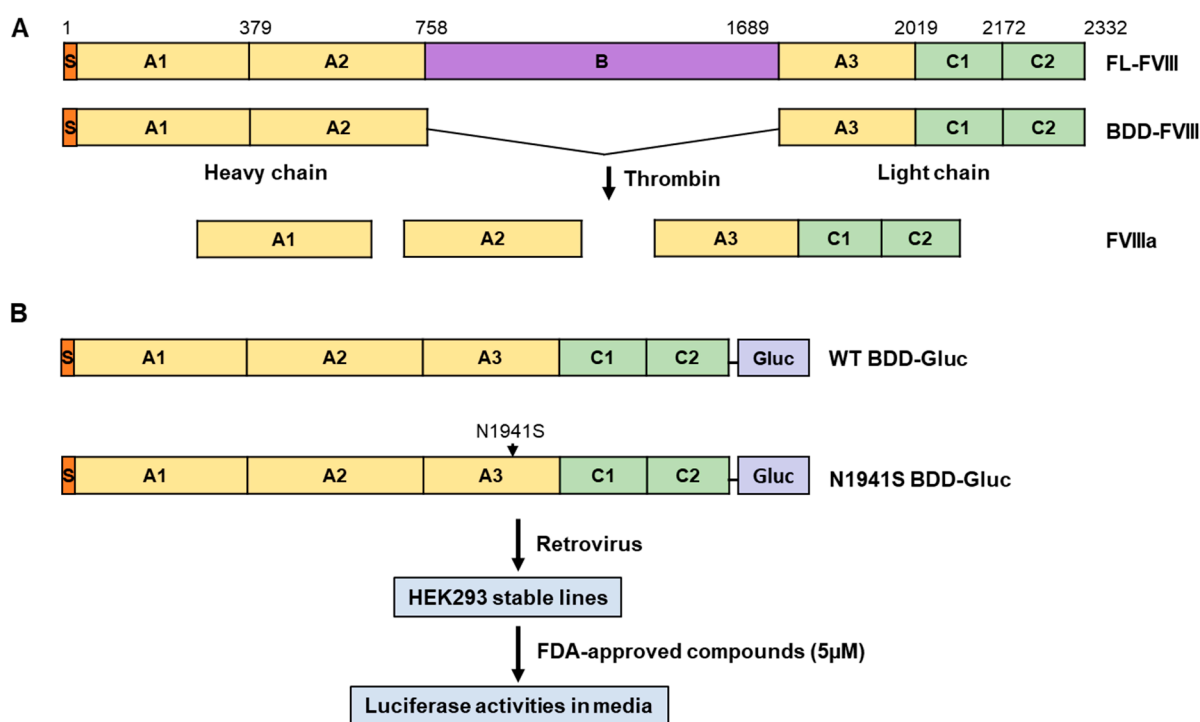 A
1 379 758 1689 2019 2172 2332
S A1 A2 B A3 C1 C2 FL-FVIII
S A1 A2 A3 C1 C2 BDD-FVIII
Heavy chain Thrombin Light chain
A1 A2 A3 C1 C2 FVIIIa
B
S A1 A2 A3 C1 C2 Gluc WT BDD-Gluc
N1941S
S A1 A2 A3 C1 C2 Gluc N1941S BDD-Gluc
Retrovirus
HEK293 stable lines
FDA-approved compounds (5µM)
Luciferase activities in media